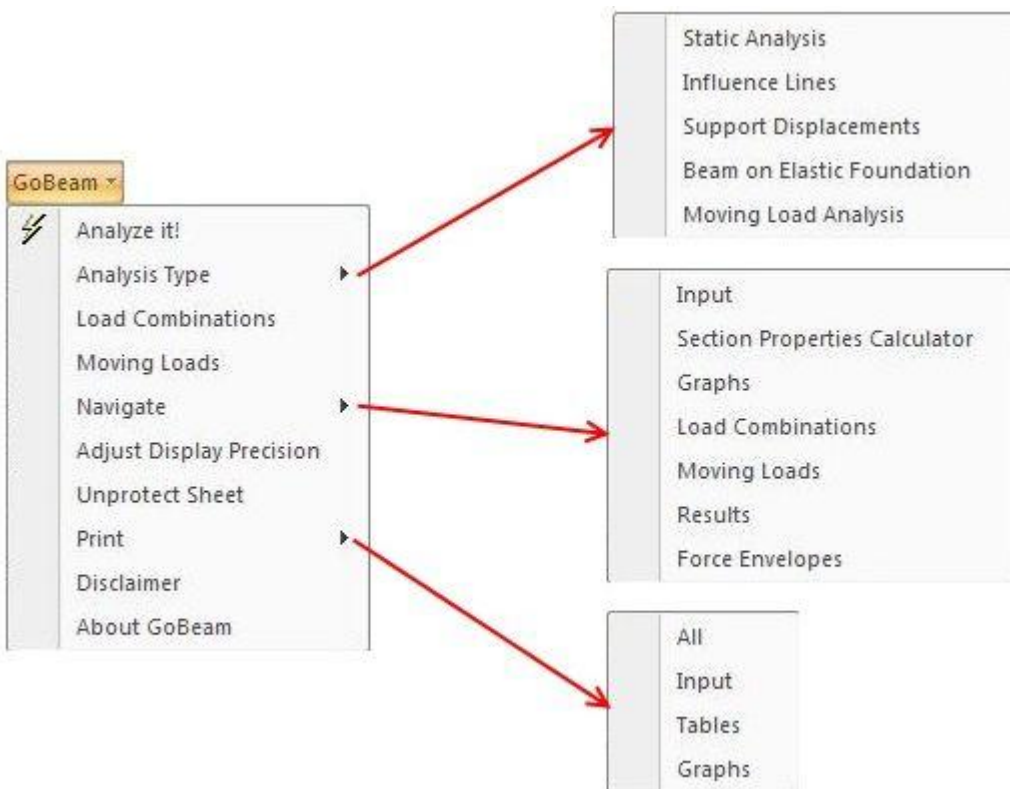 GoBeam
Analyze it!
Analysis Type
Load Combinations
Moving Loads
Navigate
Adjust Display Precision
Unprotect Sheet
Print
Disclaimer
About GoBeam
Static Analysis
Influence Lines
Support Displacements
Beam on Elastic Foundation
Moving Load Analysis
Input
Section Properties Calculator
Graphs
Load Combinations
Moving Loads
Results
Force Envelopes
All
Input
Tables
Graphs